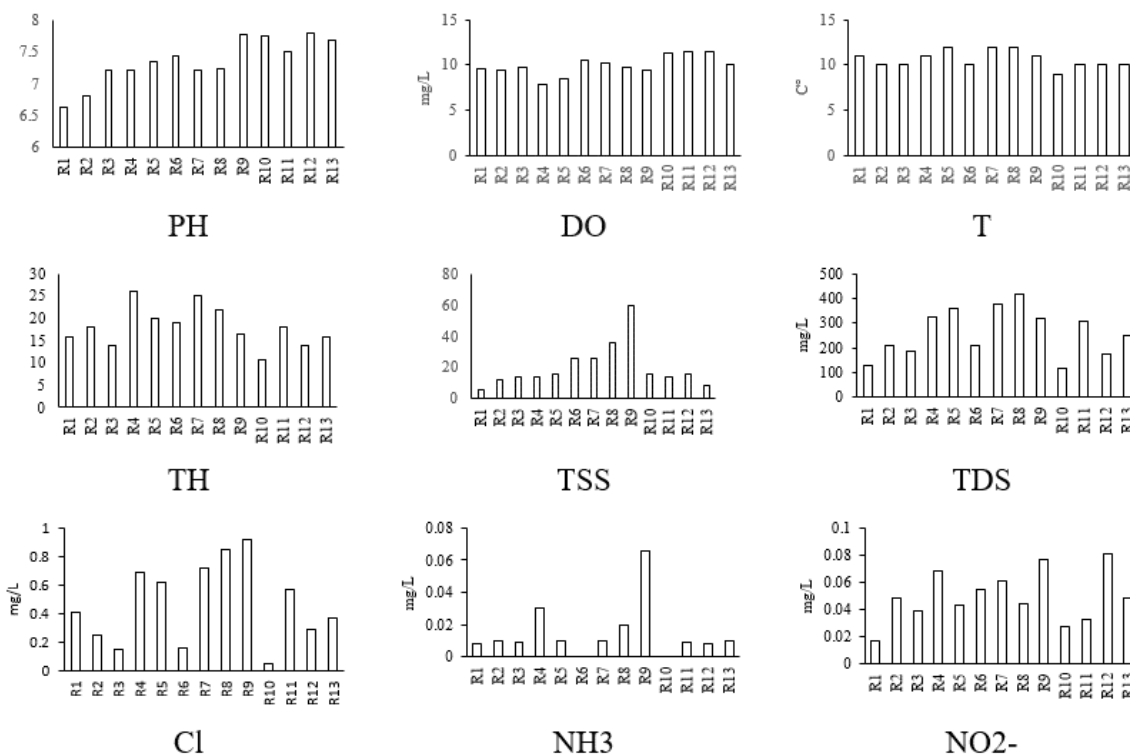 8
7.5
7
6.5
6
R1 R2 R3 R4 R5 R6 R7 R8 R9 R10 R11 R12 R13
PH
mg/L
15
10
5
0
R1 R2 R3 R4 R5 R6 R7 R8 R9 R10 R11 R12 R13
DO
C°
15
10
5
0
R1 R2 R3 R4 R5 R6 R7 R8 R9 R10 R11 R12 R13
T
30
25
20
15
10
5
0
R1 R2 R3 R4 R5 R6 R7 R8 R9 R10 R11 R12 R13
TH
80
60
40
20
0
R1 R2 R3 R4 R5 R6 R7 R8 R9 R10 R11 R12 R13
TSS
mg/L
500
400
300
200
100
0
R1 R2 R3 R4 R5 R6 R7 R8 R9 R10 R11 R12 R13
TDS
mg/L
1
0.8
0.6
0.4
0.2
0
R1 R2 R3 R4 R5 R6 R7 R8 R9 R10 R11 R12 R13
Cl
mg/L
0.08
0.06
0.04
0.02
0
R1 R2 R3 R4 R5 R6 R7 R8 R9 R10 R11 R12 R13
NH3
mg/L
0.1
0.08
0.06
0.04
0.02
0
R1 R2 R3 R4 R5 R6 R7 R8 R9 R10 R11 R12 R13
NO2-